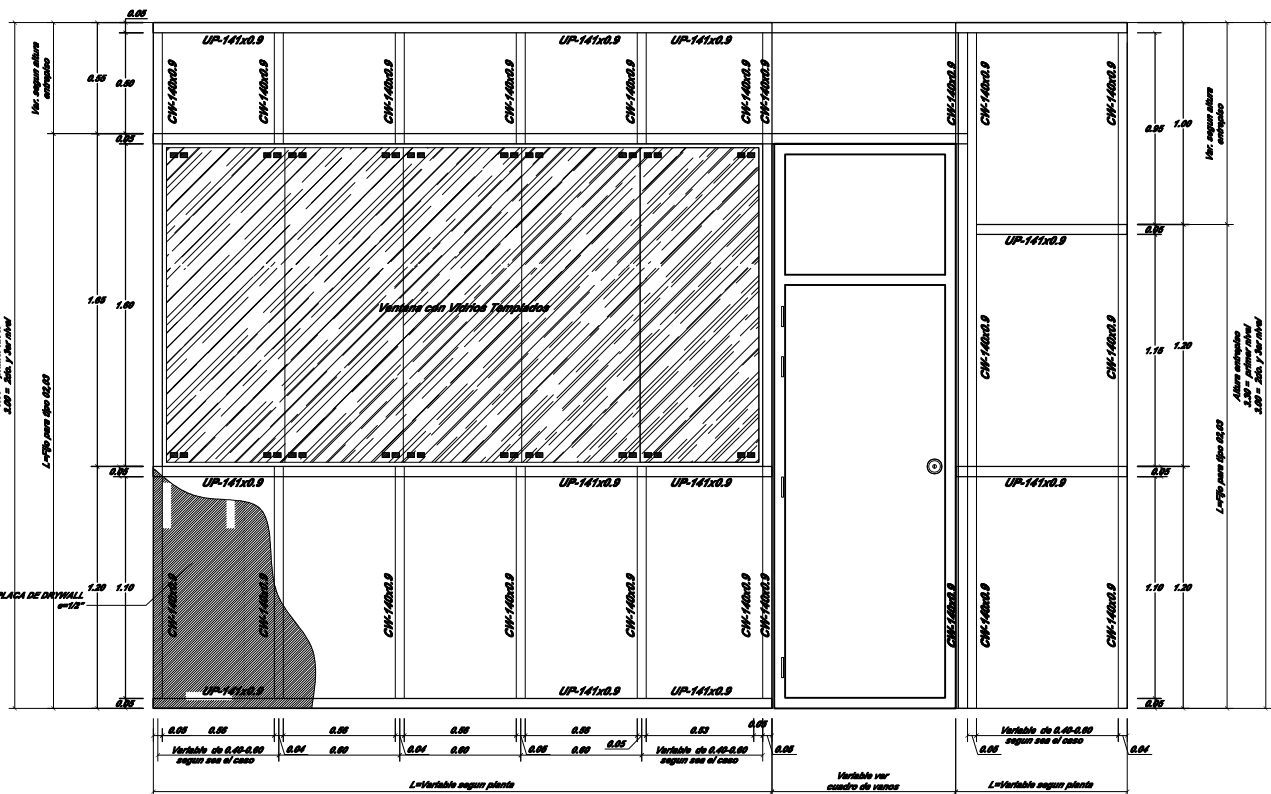 0.05
UP-141x0.9
UP-141x0.9
UP-141x0.9
Var. segun altura
entrepiso
0.55
0.50
CW-140x0.9
CW-140x0.9
CW-140x0.9
CW-140x0.9
CW-140x0.9
CW-140x0.9
CW-140x0.9
CW-140x0.9
CW-140x0.9
CW-140x0.9
0.95
1.00
Var. segun altura
entrepiso
0.05
0.05
UP-141x0.9
1.65
1.60
Ventana con Vidrios Templados
CW-140x0.9
CW-140x0.9
1.15
1.20
Altura entrepiso
3.30 = primer nivel
3.00 = 2do. y 3er nivel
3.00 = 2do. y 3er nivel
L=Fijo para tipo 02,03
L=Fijo para tipo 02,03
0.05
UP-141x0.9
UP-141x0.9
UP-141x0.9
UP-141x0.9
0.05
PLACA DE DRYWALL
e=1/2"
1.20
1.10
CW-140x0.9
CW-140x0.9
CW-140x0.9
CW-140x0.9
CW-140x0.9
CW-140x0.9
CW-140x0.9
CW-140x0.9
CW-140x0.9
CW-140x0.9
1.10
1.20
0.05
UP-141x0.9
UP-141x0.9
UP-141x0.9
0.05
0.05
0.56
0.56
0.56
0.56
0.53
0.05
Variable de 0.40-0.60
segun sea el caso
0.04
0.60
0.04
0.60
0.05
0.60
0.05
Variable de 0.40-0.60
segun sea el caso
0.05
0.05
Variable de 0.40-0.60
segun sea el caso
0.04
L=Variable segun planta
Variable ver
cuadro de vanos
L=Variable segun planta